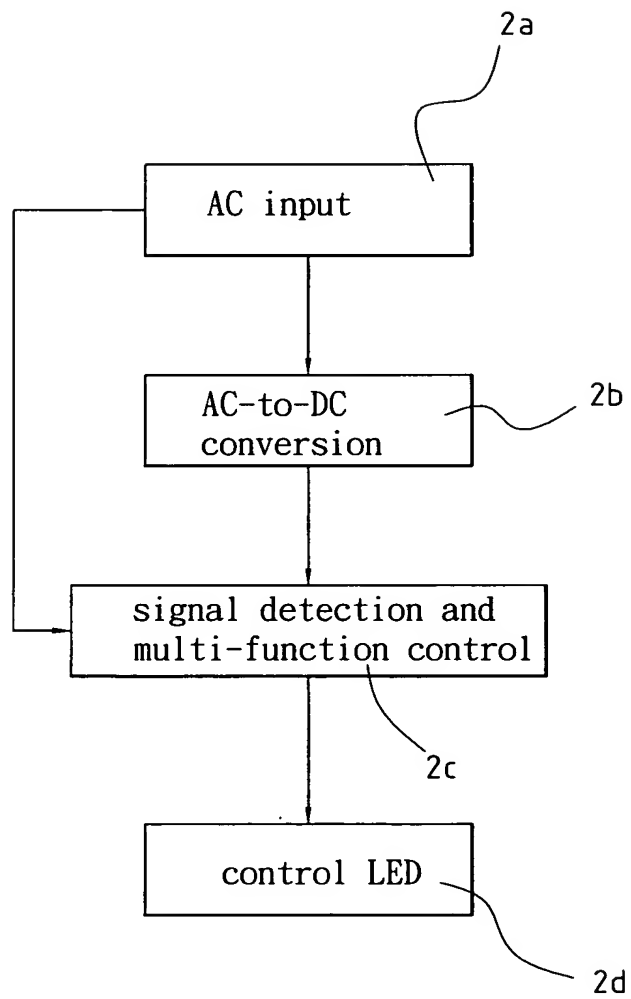 2a
AC input
AC-to-DC
conversion
2b
signal detection and
multi-function control
2c
control LED
2d